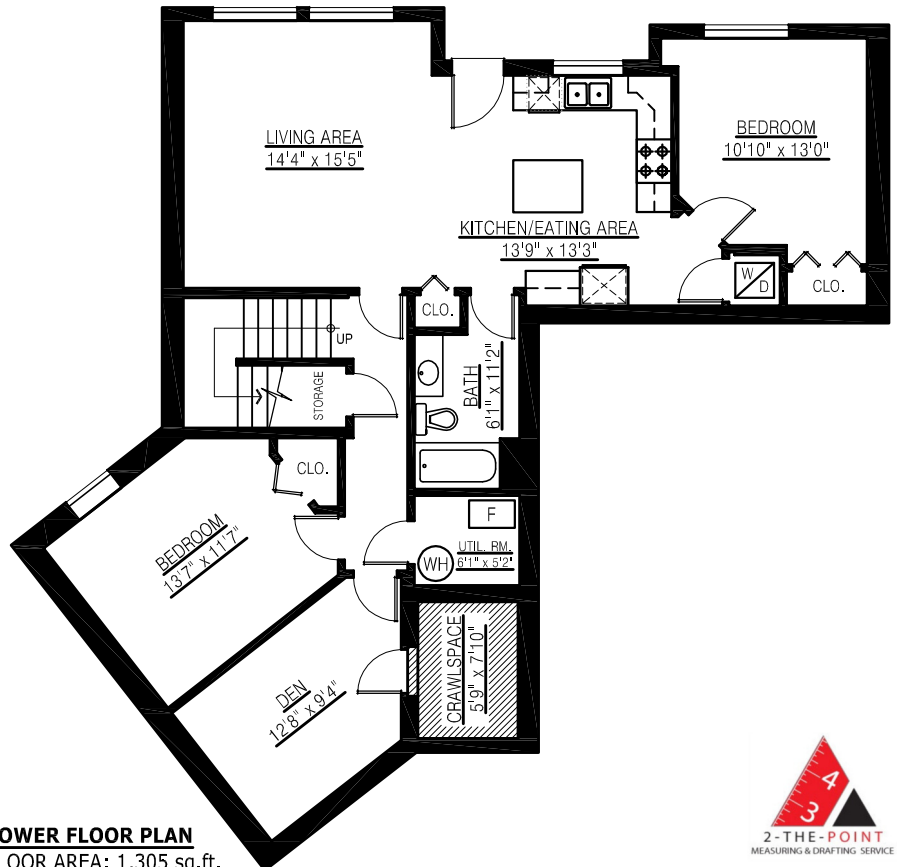 LIVING AREA
14'4" x 15'5"
BEDROOM
10'10" x 13'0"
KITCHEN/EATING AREA
13'9" x 13'3"
W
D
CLO.
CLO.
UP
STORAGE
BATH
6'1" x 11'2"
CLO.
BEDROOM
13'7" x 11'7"
F
UTIL. RM.
6'1" x 5'2"
WH
CRAWLSPACE
5'9" x 7'10"
DEN
12'8" x 9'4"
OWER FLOOR PLAN
OOR AREA: 1,305 sq.ft.
4
3
2-THE-POINT
MEASURING & DRAFTING SERVICE